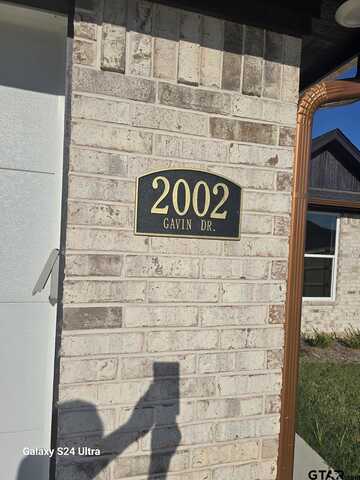 2002
GAVIN DR.
Galaxy S24 Ultra
GTAR